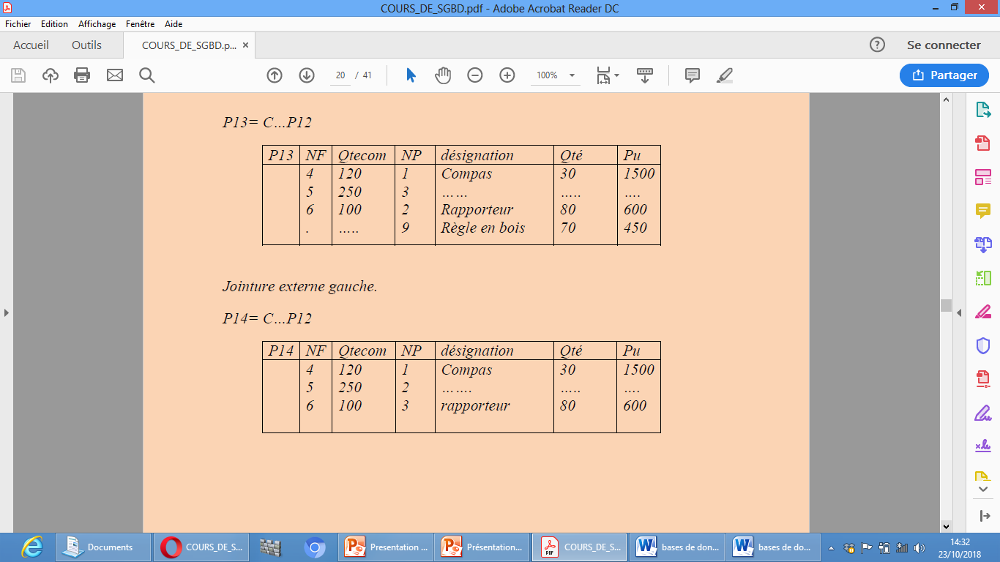 COURS_DE_SGBD.pdf - Adobe Acrobat Reader DC
Fichier Edition Affichage Fenêtre Aide
Accueil Outils COURS_DE_SGBD.p... × ? Se connecter
20 / 41 100% Partager
P13= C...P12
P13 NF Qtecom NP désignation Qté Pu
4 120 1 Compas 30 1500
5 250 3 ...... ..... ....
6 100 2 Rapporteur 80 600
. ..... 9 Règle en bois 70 450
Jointure externe gauche.
P14= C...P12
P14 NF Qtecom NP désignation Qté Pu
4 120 1 Compas 30 1500
5 250 2 ....... ..... ....
6 100 3 rapporteur 80 600
Documents COURS_DE_S... Presentation ... Présentation... COURS_DE_S... bases de don... bases de do... 14:32
23/10/2018